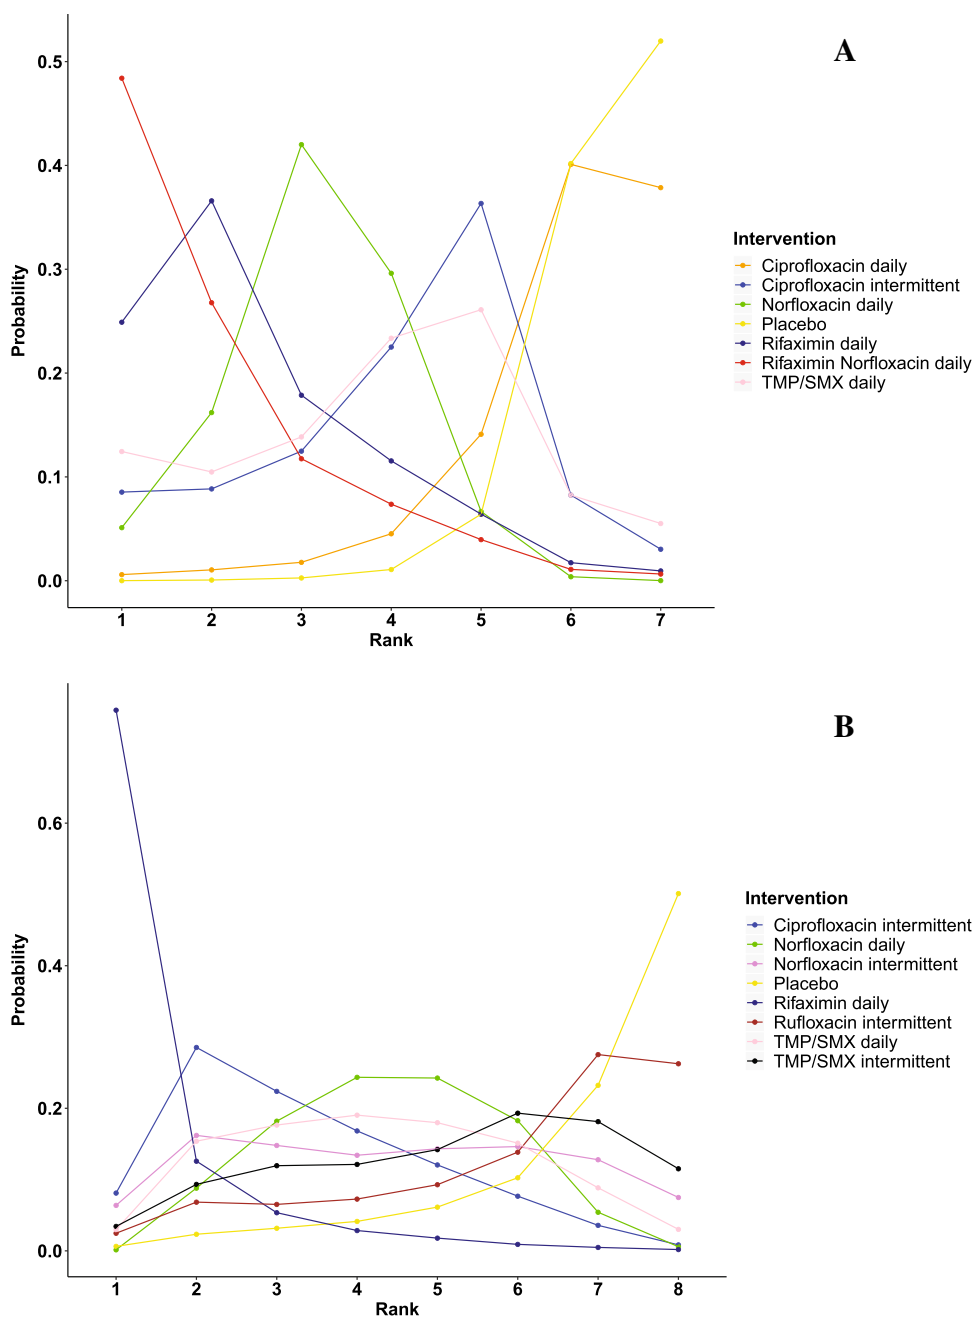 A
0.5
0.4
0.3
0.2
0.1
0.0
Probability
1 2 3 4 5 6 7
Rank
Intervention
Ciprofloxacin daily
Ciprofloxacin intermittent
Norfloxacin daily
Placebo
Rifaximin daily
Rifaximin Norfloxacin daily
TMP/SMX daily
B
0.6
0.4
0.2
0.0
Probability
1 2 3 4 5 6 7 8
Rank
Intervention
Ciprofloxacin intermittent
Norfloxacin daily
Norfloxacin intermittent
Placebo
Rifaximin daily
Rufloxacin intermittent
TMP/SMX daily
TMP/SMX intermittent